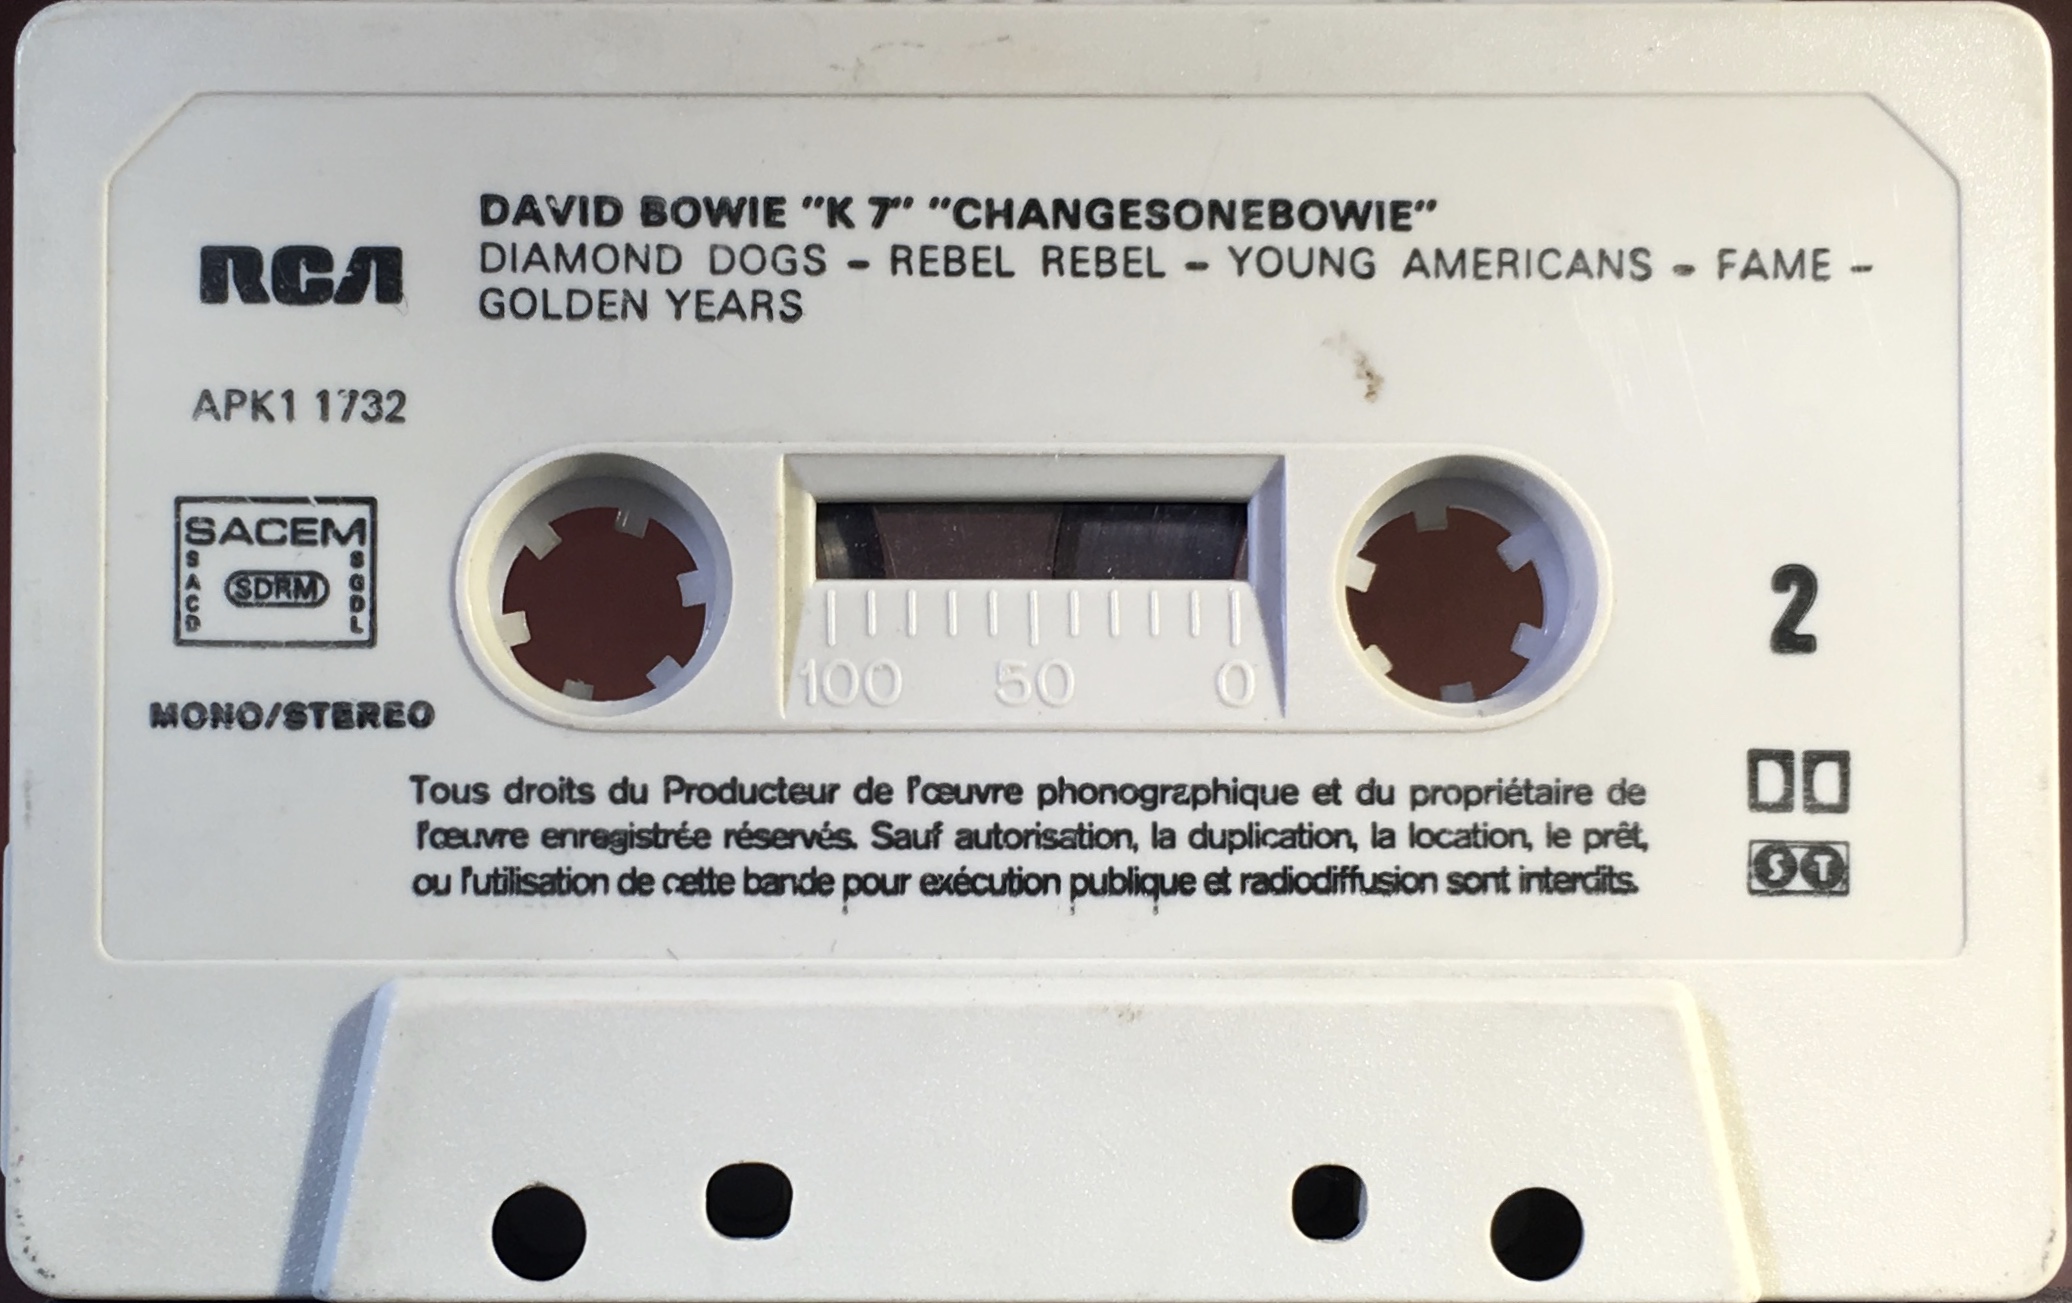 DAVID BOWIE "K 7" "CHANGESONEBOWIE"
RCA
DIAMOND DOGS - REBEL REBEL - YOUNG AMERICANS - FAME -
GOLDEN YEARS
APK1 1732
SACEM
SACD
SDRM
SGDL
MONO/STEREO
100 50 0
2
Tous droits du Producteur de l'œuvre phonographique et du propriétaire de
l'œuvre enregistrée réservés. Sauf autorisation, la duplication, la location, le prêt,
ou l'utilisation de cette bande pour exécution publique et radiodiffusion sont interdits.
ST